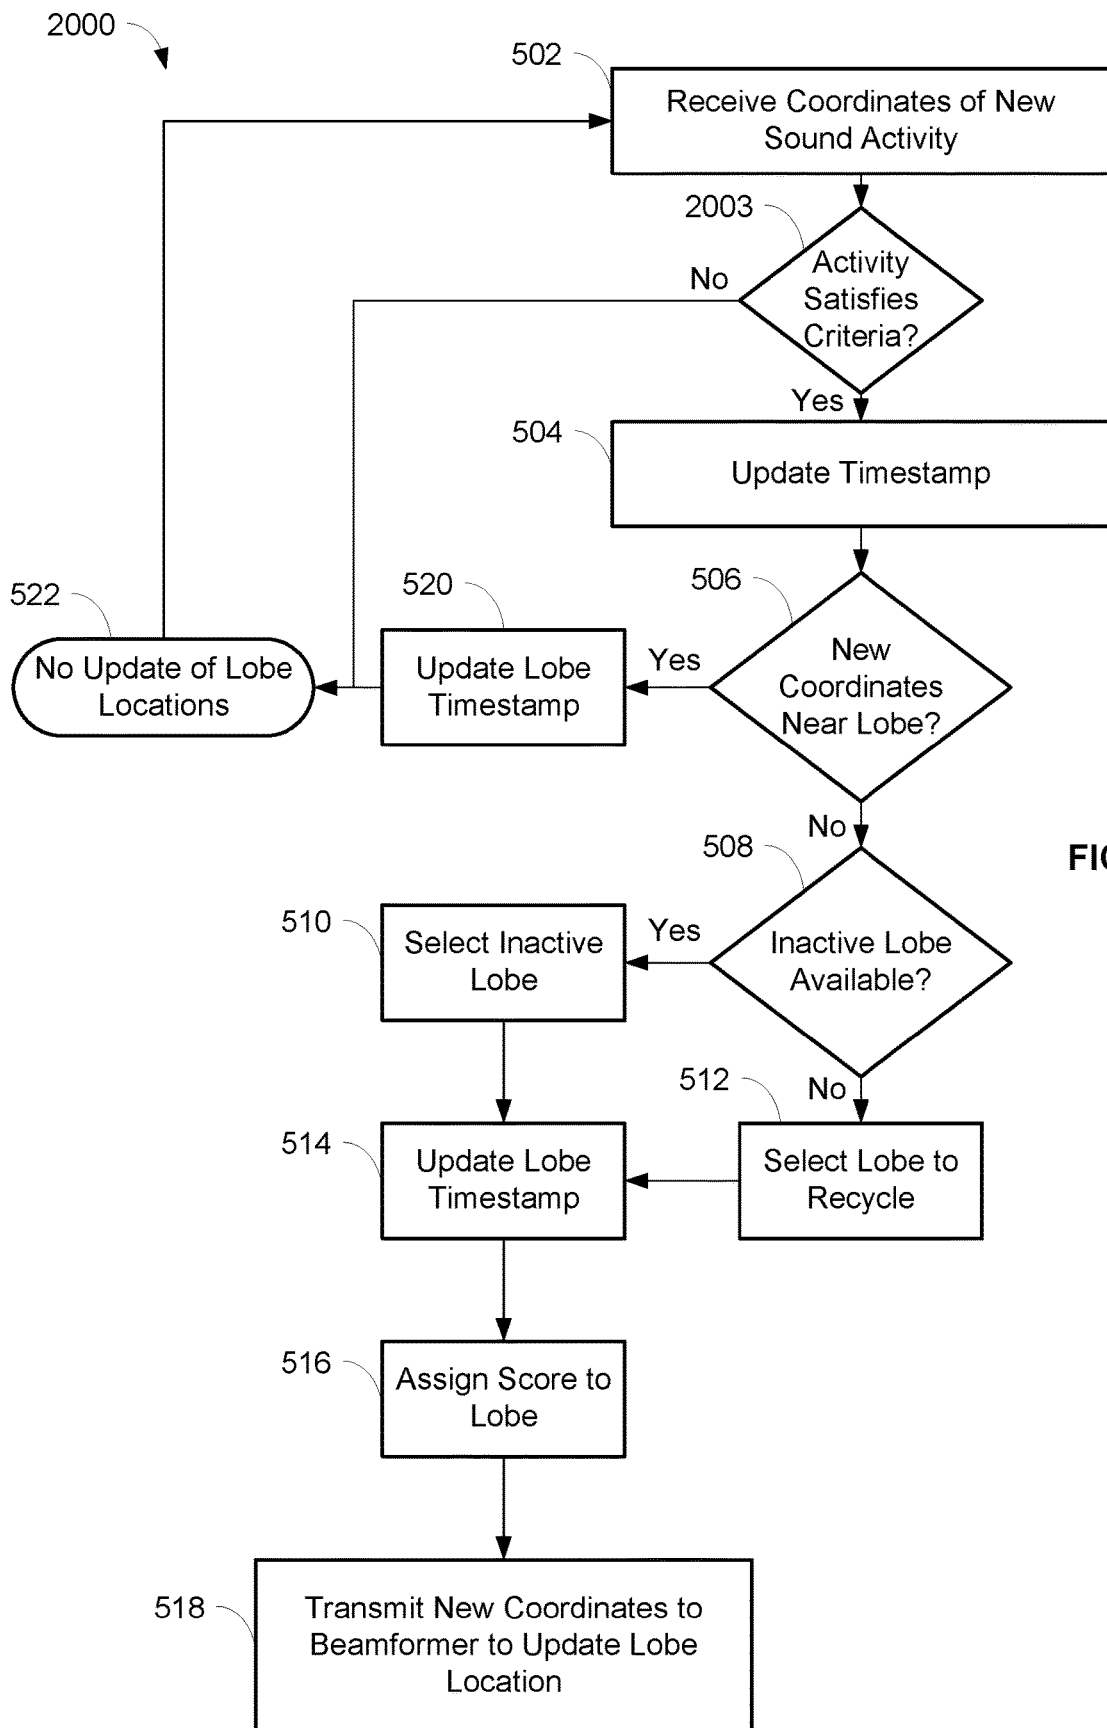 2000
502
Receive Coordinates of New
Sound Activity
2003
Activity
Satisfies
Criteria?
No
Yes
504
Update Timestamp
506
New
Coordinates
Near Lobe?
Yes
520
Update Lobe
Timestamp
522
No Update of Lobe
Locations
No
508
Inactive Lobe
Available?
Yes
510
Select Inactive
Lobe
No
512
Select Lobe to
Recycle
514
Update Lobe
Timestamp
516
Assign Score to
Lobe
518
Transmit New Coordinates to
Beamformer to Update Lobe
Location